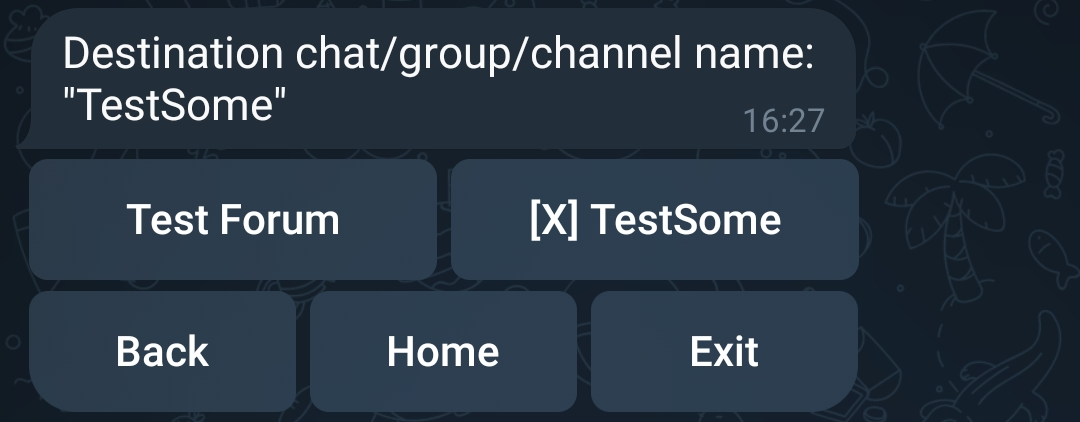 Destination chat/group/channel name:
"TestSome"
16:27
Test Forum
[X] TestSome
Back
Home
Exit